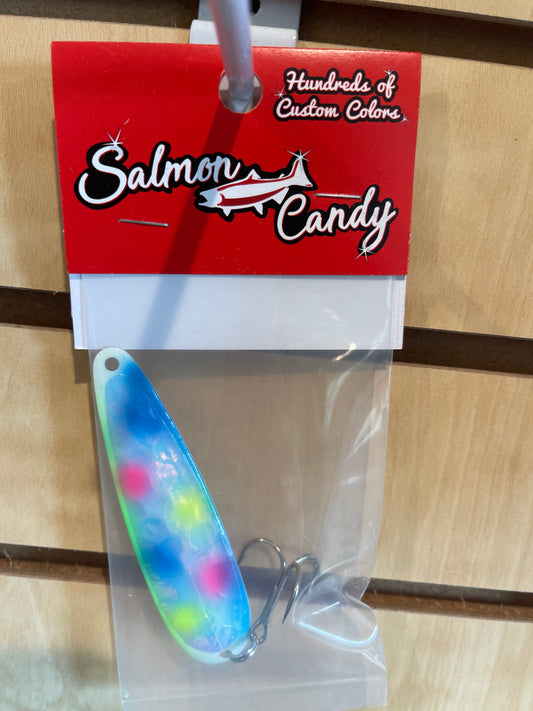 Hundreds of
Custom Colors
Salmon
Candy